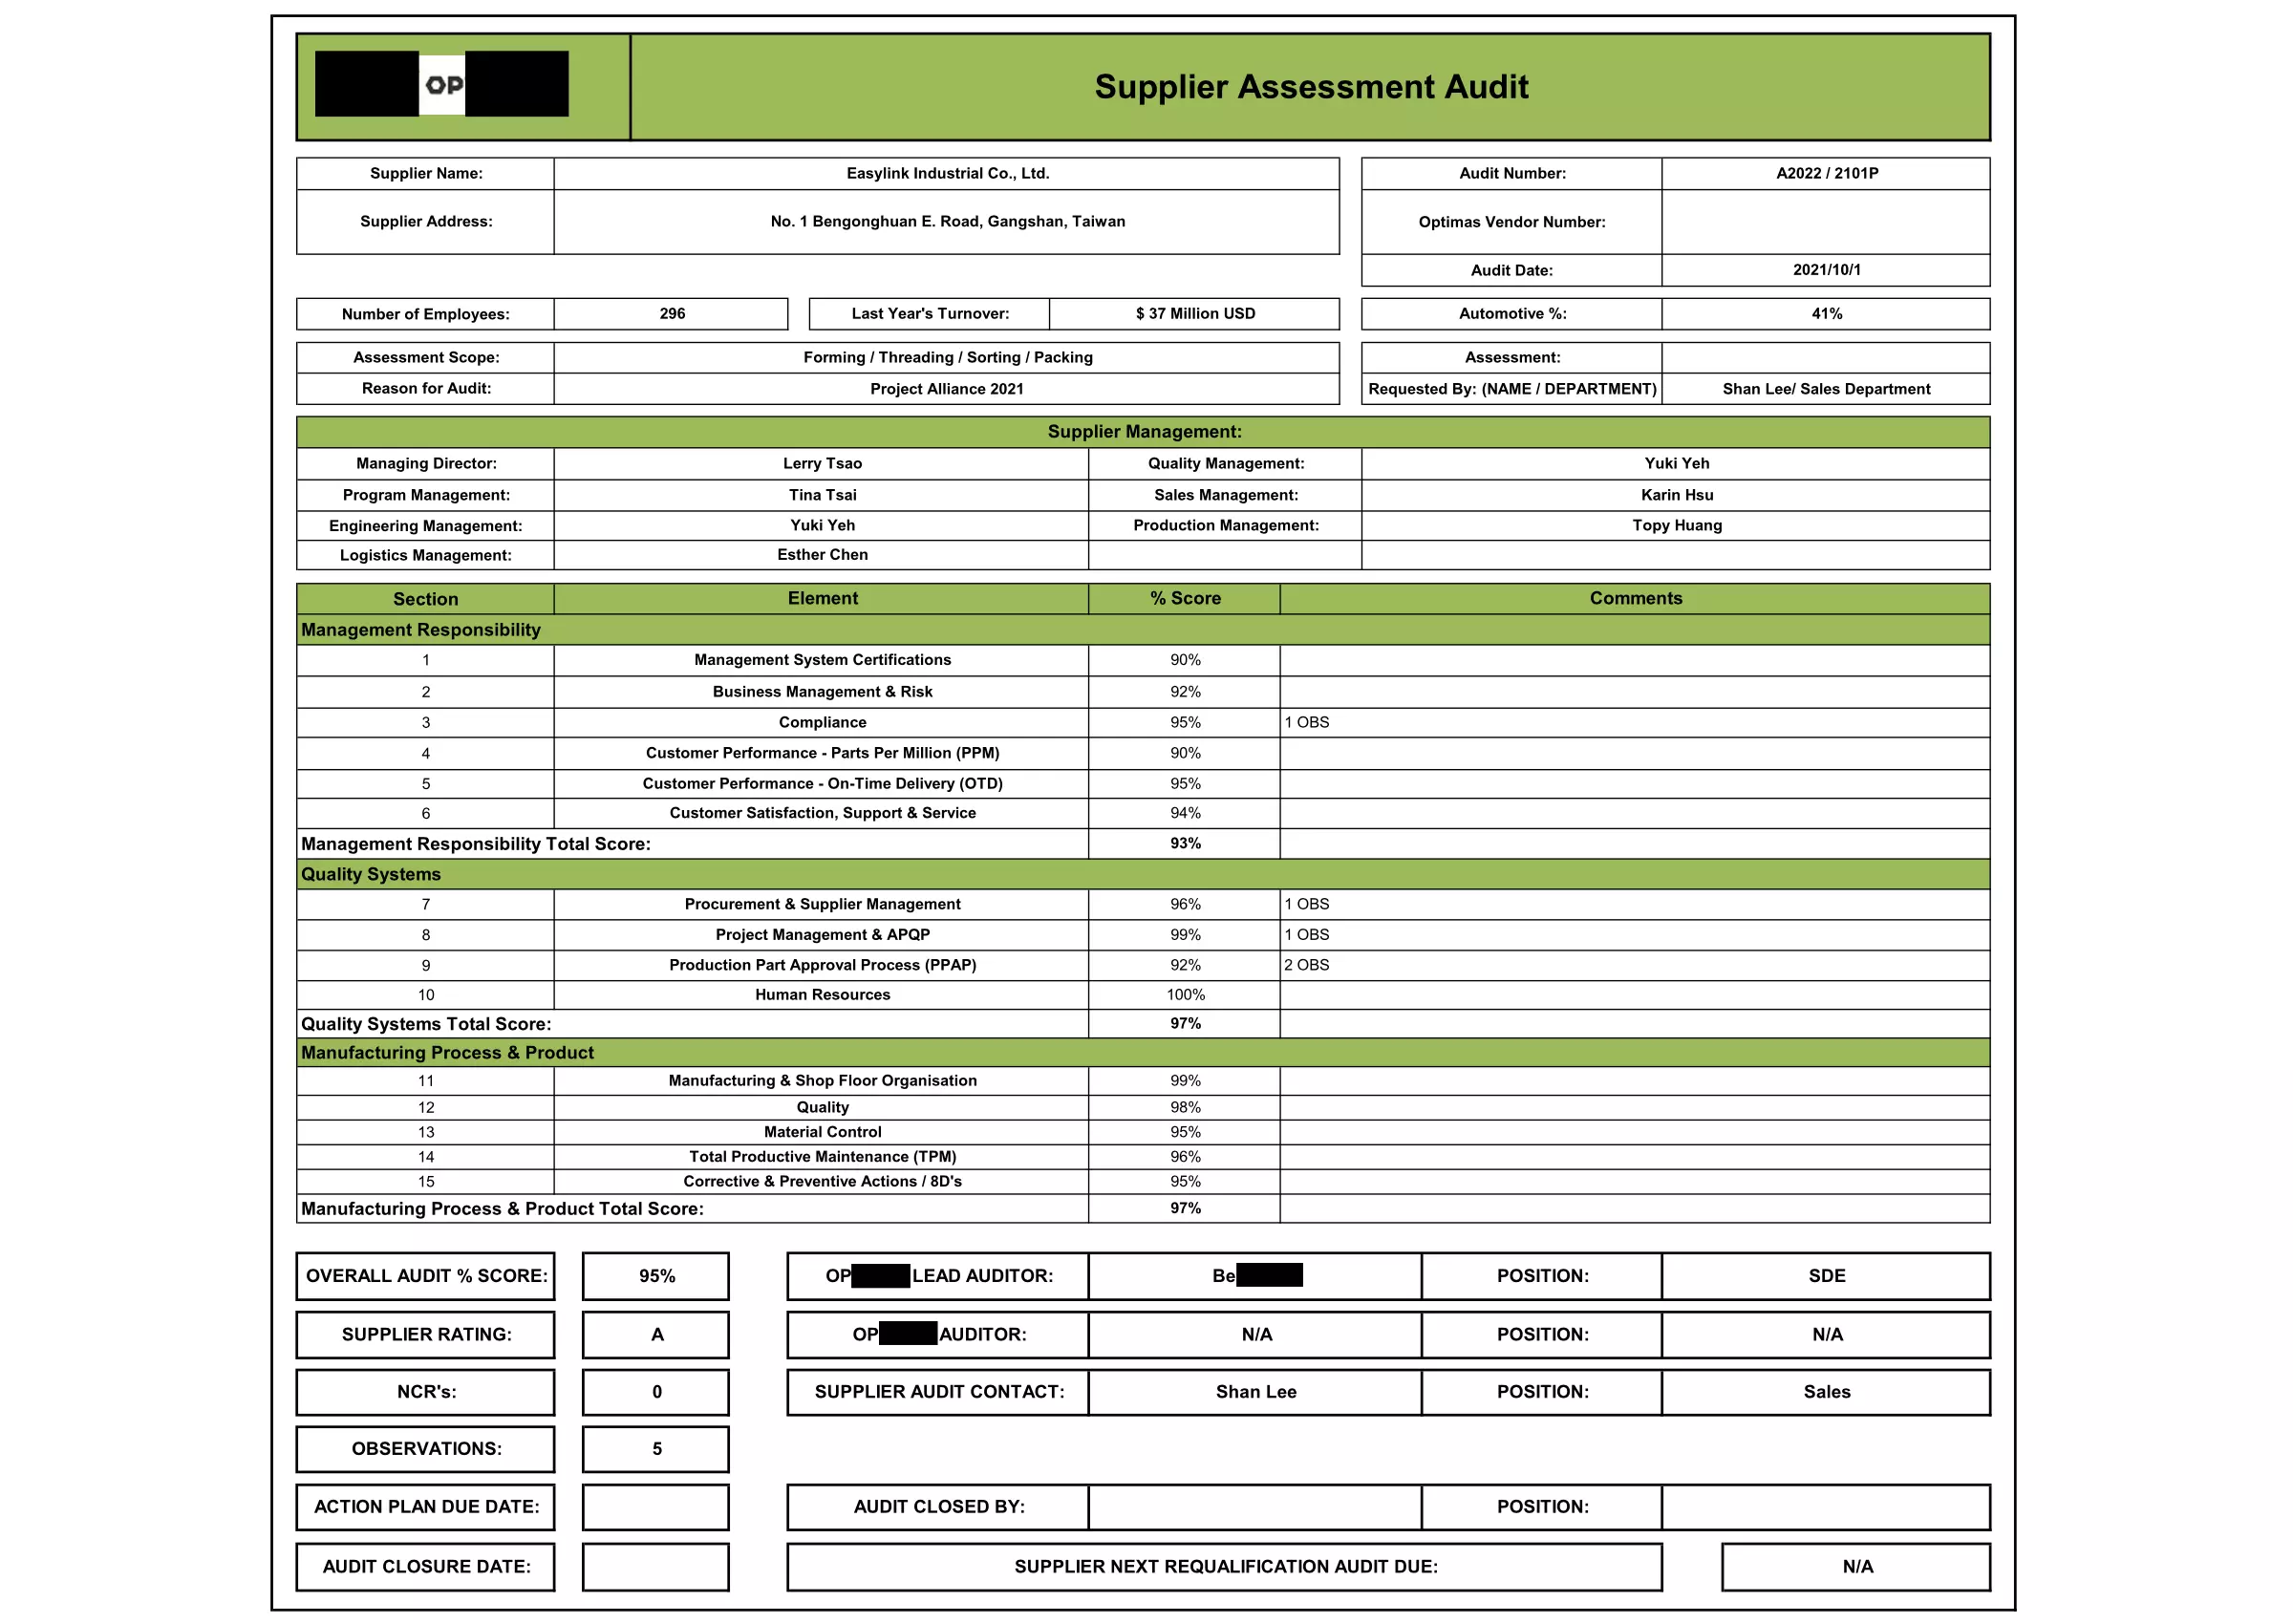 OP
Supplier Assessment Audit
Supplier Name: Easylink Industrial Co., Ltd. Audit Number: A2022 / 2101P
Supplier Address: No. 1 Bengonghuan E. Road, Gangshan, Taiwan Optimas Vendor Number:
Audit Date: 2021/10/1
Number of Employees: 296 Last Year's Turnover: $ 37 Million USD Automotive %: 41%
Assessment Scope: Forming / Threading / Sorting / Packing Assessment:
Reason for Audit: Project Alliance 2021 Requested By: (NAME / DEPARTMENT) Shan Lee/ Sales Department
Supplier Management:
Managing Director: Lerry Tsao Quality Management: Yuki Yeh
Program Management: Tina Tsai Sales Management: Karin Hsu
Engineering Management: Yuki Yeh Production Management: Topy Huang
Logistics Management: Esther Chen
Section Element % Score Comments
Management Responsibility
1 Management System Certifications 90%
2 Business Management & Risk 92%
3 Compliance 95% 1 OBS
4 Customer Performance - Parts Per Million (PPM) 90%
5 Customer Performance - On-Time Delivery (OTD) 95%
6 Customer Satisfaction, Support & Service 94%
Management Responsibility Total Score: 93%
Quality Systems
7 Procurement & Supplier Management 96% 1 OBS
8 Project Management & APQP 99% 1 OBS
9 Production Part Approval Process (PPAP) 92% 2 OBS
10 Human Resources 100%
Quality Systems Total Score: 97%
Manufacturing Process & Product
11 Manufacturing & Shop Floor Organisation 99%
12 Quality 98%
13 Material Control 95%
14 Total Productive Maintenance (TPM) 96%
15 Corrective & Preventive Actions / 8D's 95%
Manufacturing Process & Product Total Score: 97%
OVERALL AUDIT % SCORE: 95% OP LEAD AUDITOR: Be POSITION: SDE
SUPPLIER RATING: A OP AUDITOR: N/A POSITION: N/A
NCR's: 0 SUPPLIER AUDIT CONTACT: Shan Lee POSITION: Sales
OBSERVATIONS: 5
ACTION PLAN DUE DATE: AUDIT CLOSED BY: POSITION:
AUDIT CLOSURE DATE: SUPPLIER NEXT REQUALIFICATION AUDIT DUE: N/A